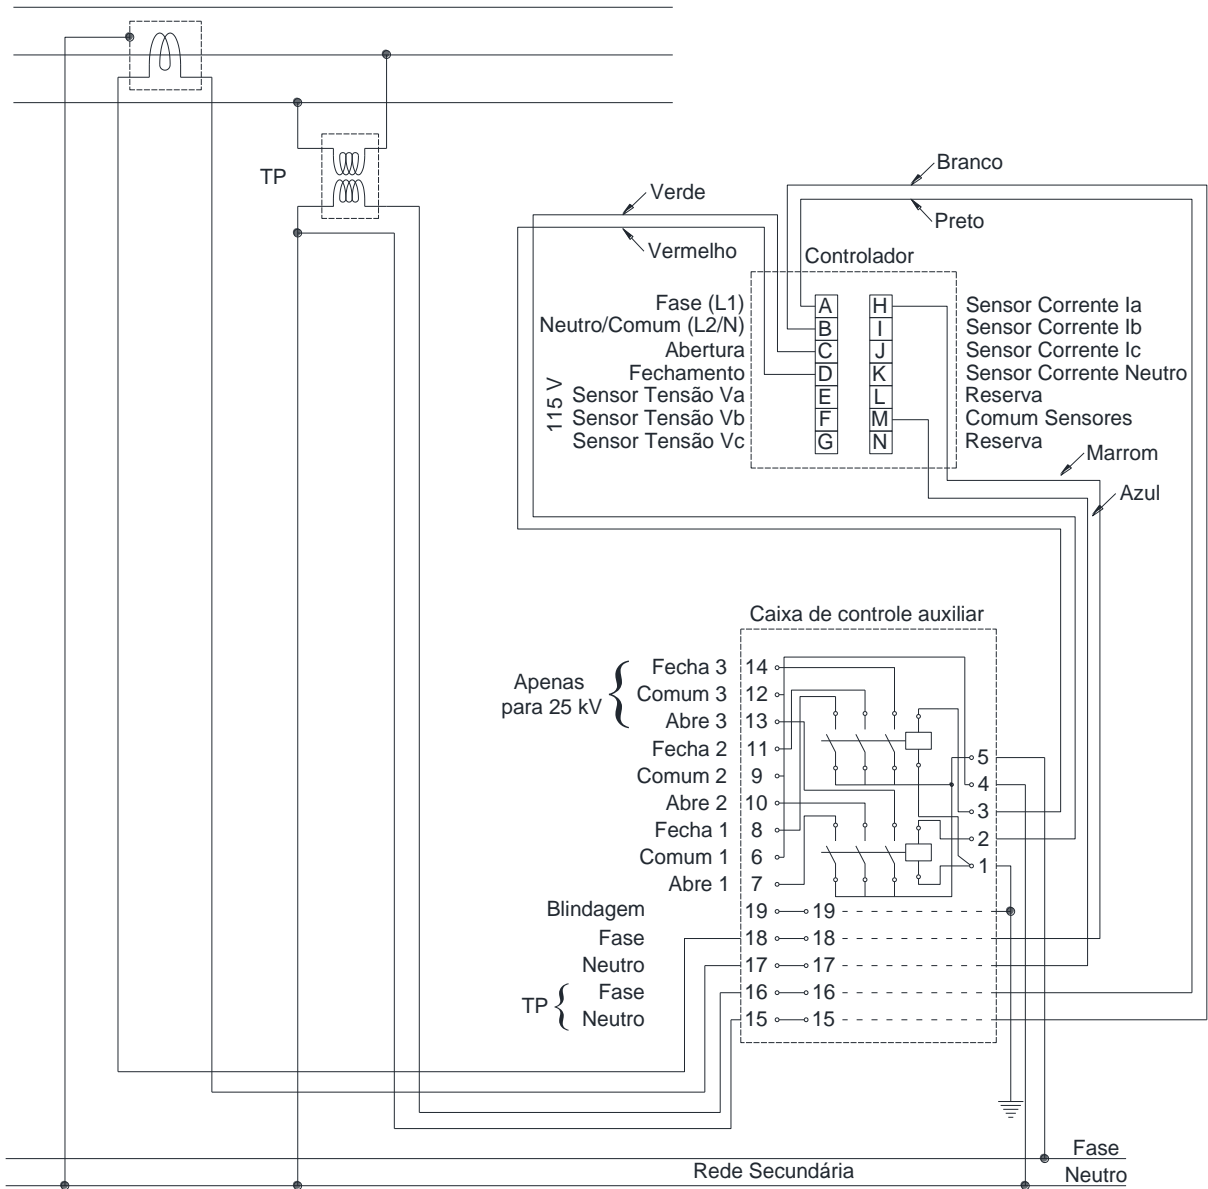 TP
Branco
Verde
Preto
Vermelho
Controlador
Fase (L1) A H Sensor Corrente Ia
Neutro/Comum (L2/N) B I Sensor Corrente Ib
Abertura C J Sensor Corrente Ic
Fechamento D K Sensor Corrente Neutro
115 V
Sensor Tensão Va E L Reserva
Sensor Tensão Vb F M Comum Sensores
Sensor Tensão Vc G N Reserva
Marrom
Azul
Caixa de controle auxiliar
Apenas
para 25 kV
Fecha 3 14
Comum 3 12
Abre 3 13
Fecha 2 11
5
Comum 2 9
4
Abre 2 10
3
Fecha 1 8
2
Comum 1 6
1
Abre 1 7
Blindagem 19 19
Fase 18 18
Neutro 17 17
TP
Fase 16 16
Neutro 15 15
Fase
Rede Secundária
Neutro